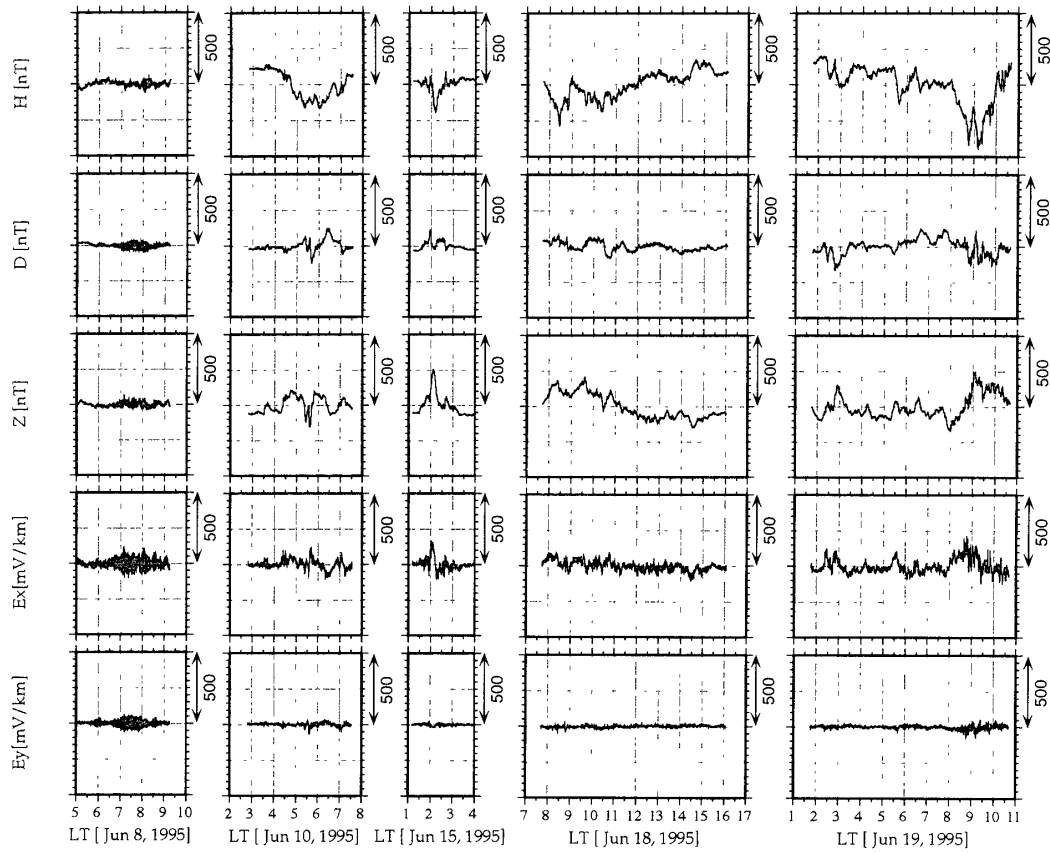 H [nT]
500
500
500
500
500
D [nT]
500
500
500
500
500
Z [nT]
500
500
500
500
500
Ex[mV/km]
500
500
500
500
500
Ey[mV/km]
500
500
500
500
500
5 6 7 8 9 10
2 3 4 5 6 7 8
1 2 3 4
7 8 9 10 11 12 13 14 15 16 17
1 2 3 4 5 6 7 8 9 10 11
LT [ Jun 8, 1995]
LT [ Jun 10, 1995]
LT [ Jun 15, 1995]
LT [ Jun 18, 1995]
LT [ Jun 19, 1995]